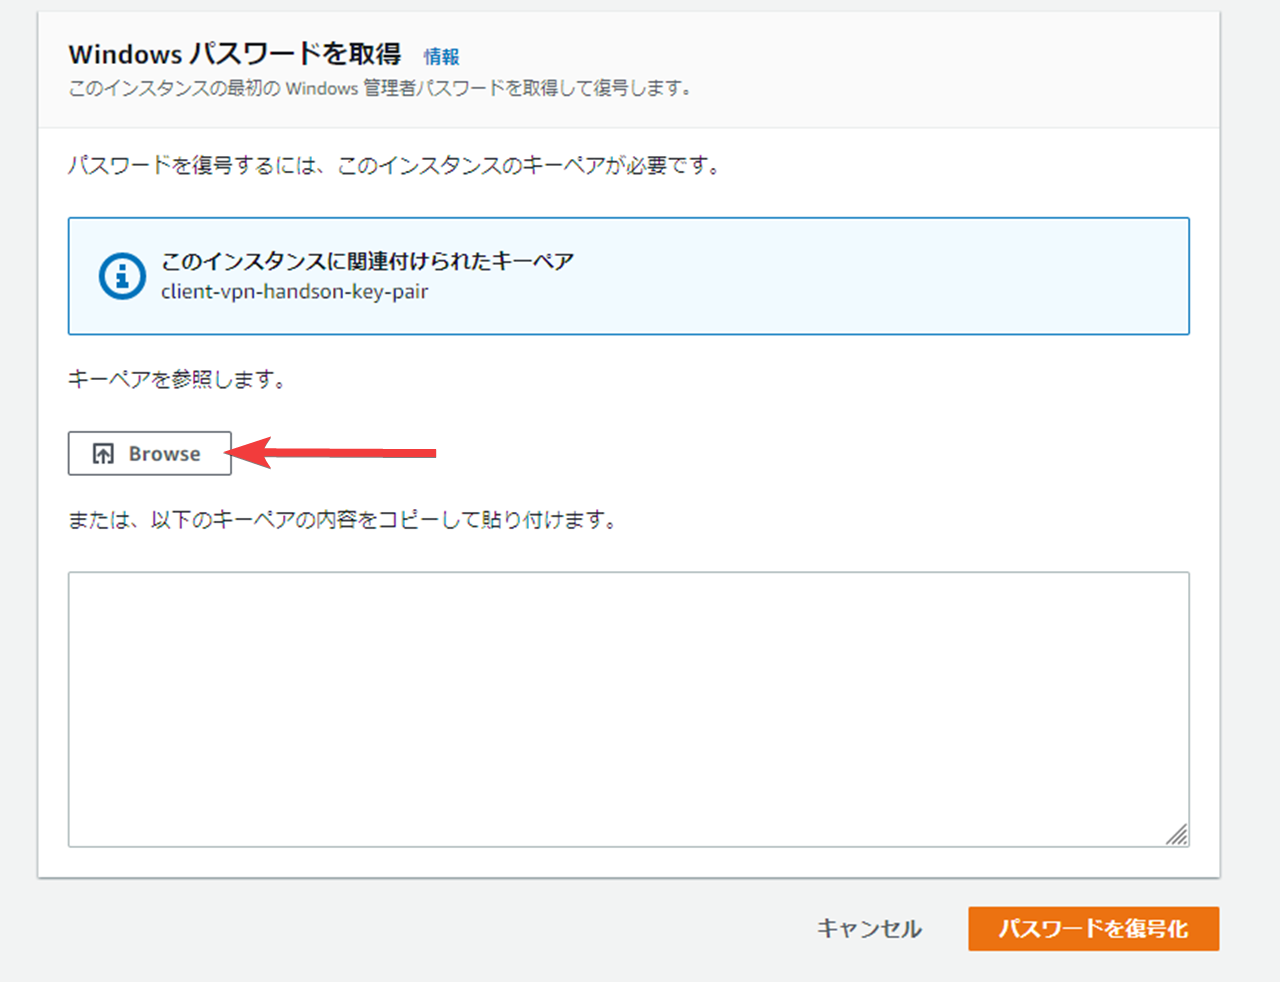 Windows パスワードを取得 情報
このインスタンスの最初の Windows 管理者パスワードを取得して復号します。
パスワードを復号するには、このインスタンスのキーペアが必要です。
このインスタンスに関連付けられたキーペア
client-vpn-handson-key-pair
キーペアを参照します。
Browse
または、以下のキーペアの内容をコピーして貼り付けます。
キャンセル パスワードを復号化